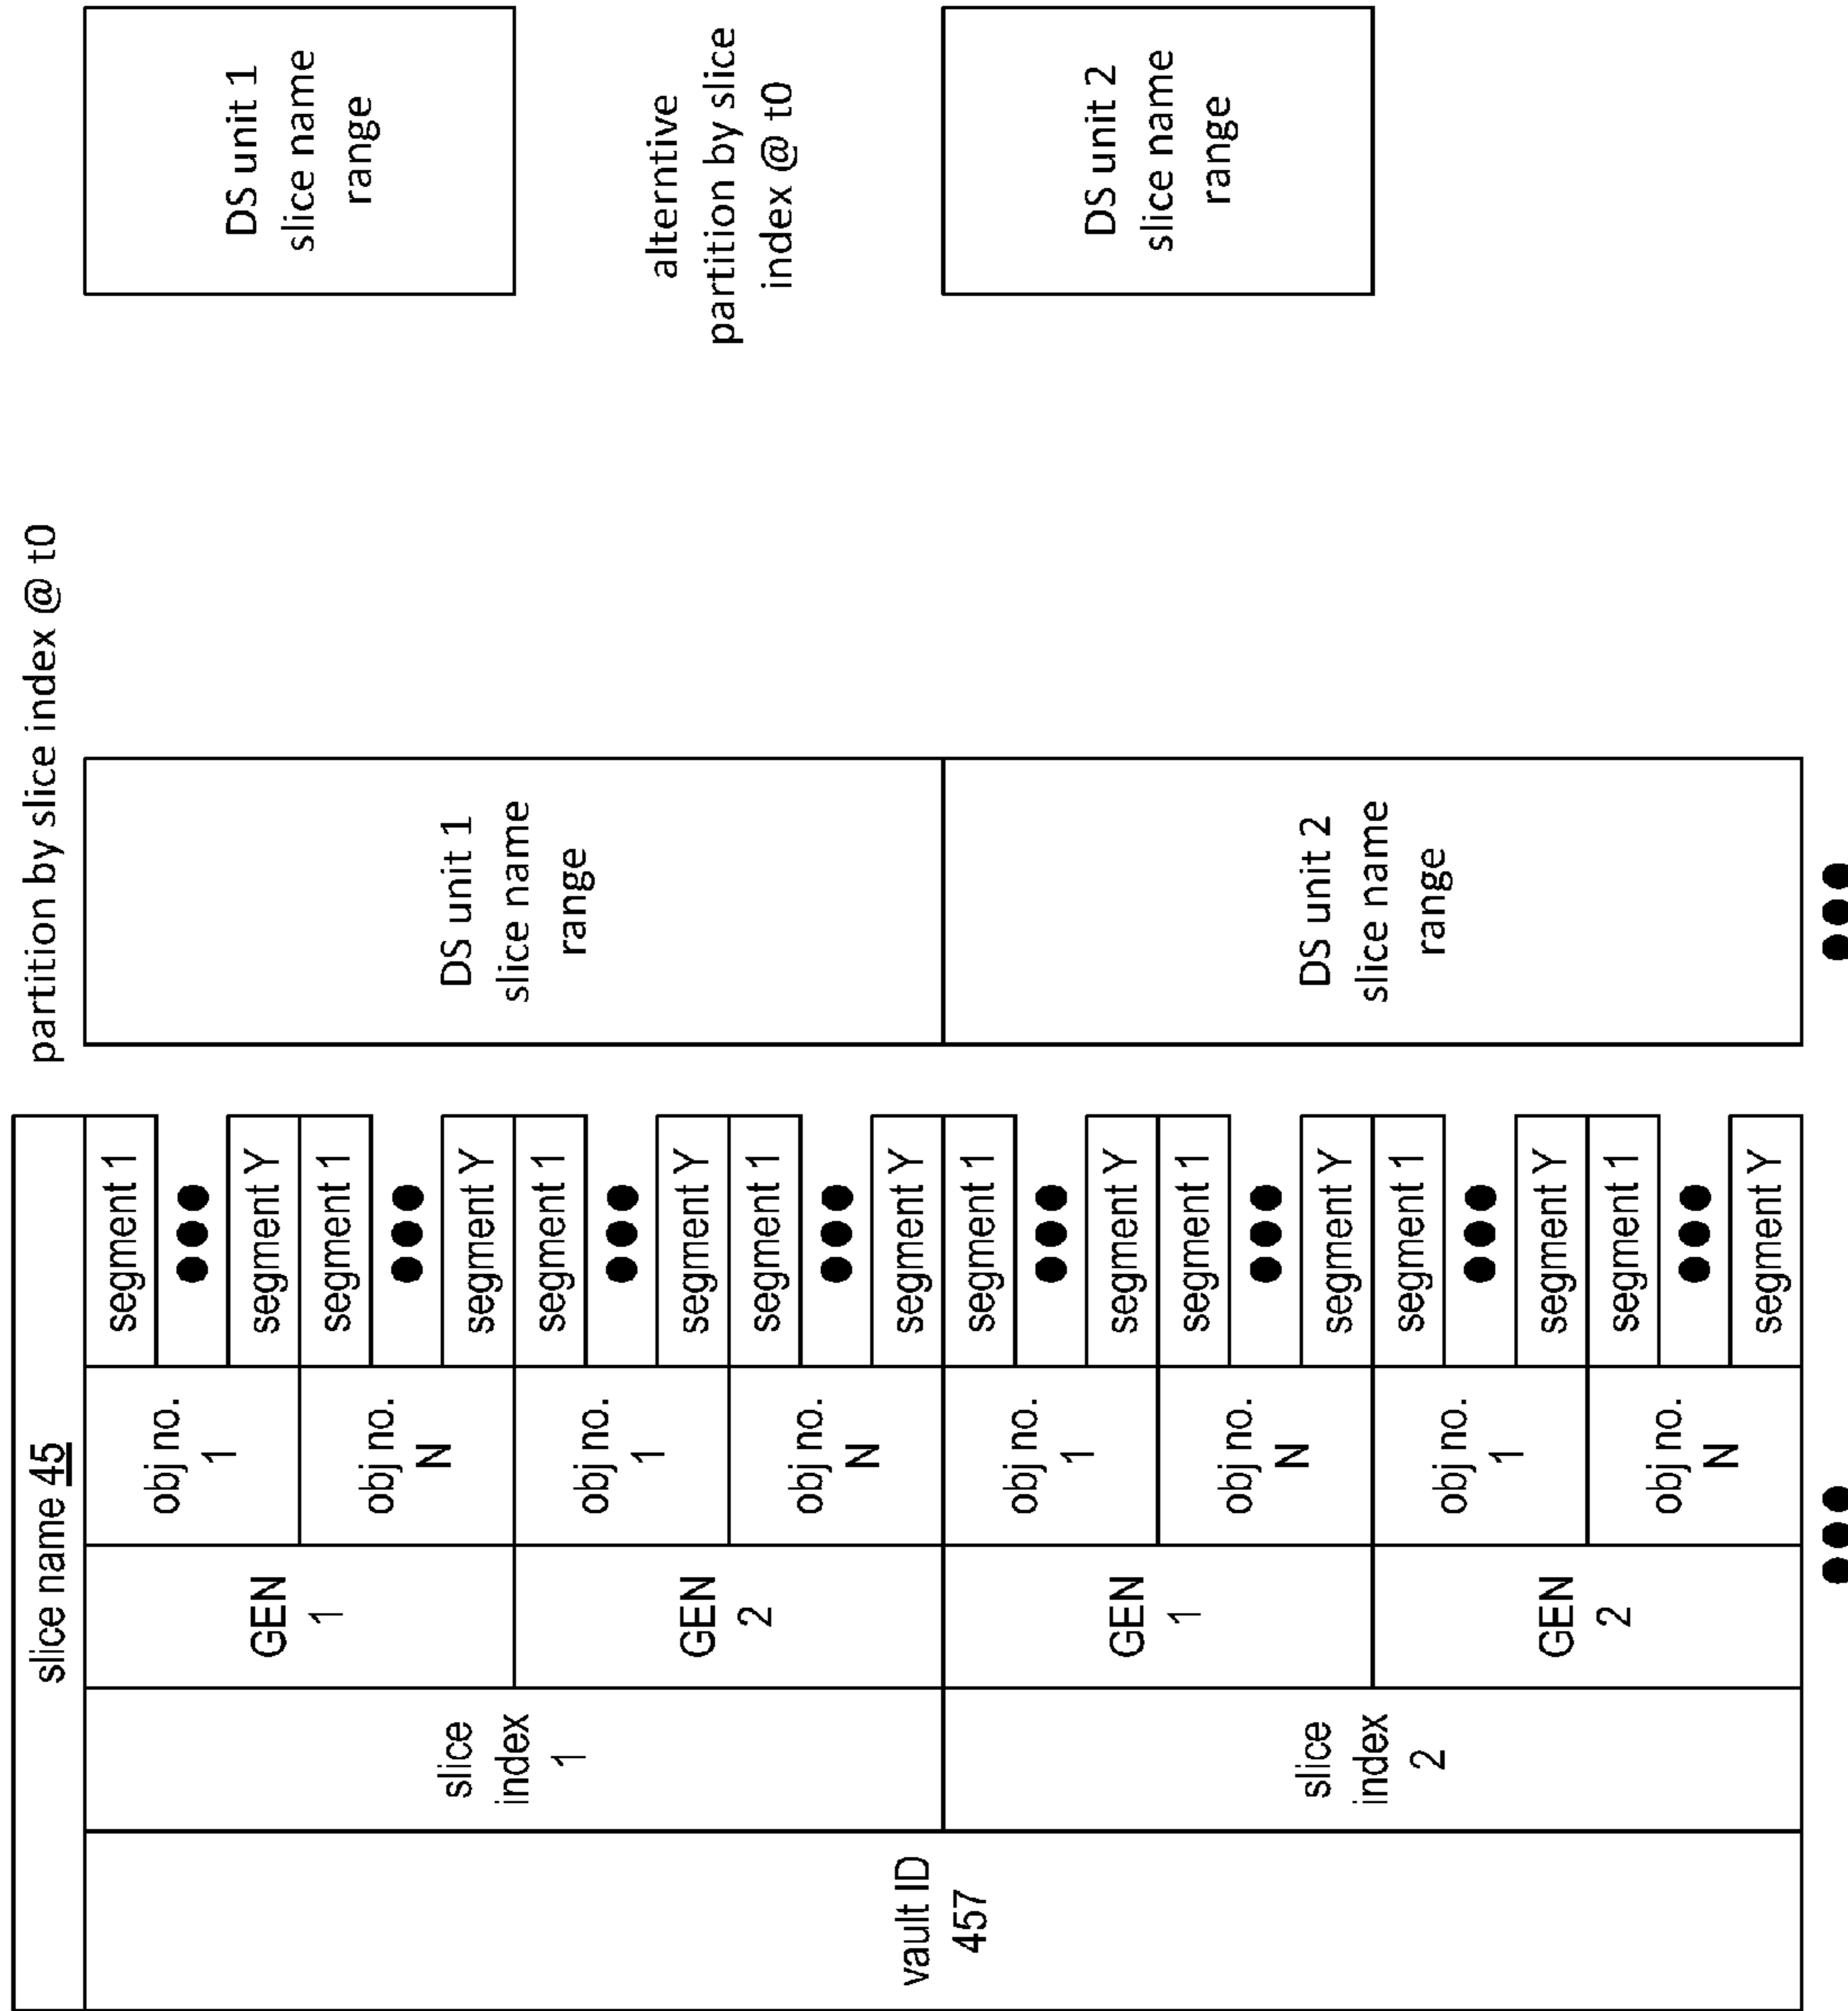 slice name 45
partition by slice index @ t0
vault ID
457
slice
index
1
GEN
1
obj no.
1
segment 1
segment Y
obj no.
N
segment 1
segment Y
GEN
2
obj no.
1
segment 1
segment Y
obj no.
N
segment 1
segment Y
slice
index
2
GEN
1
obj no.
1
segment 1
segment Y
obj no.
N
segment 1
segment Y
GEN
2
obj no.
1
segment 1
segment Y
obj no.
N
segment 1
segment Y
DS unit 1
slice name
range
DS unit 2
slice name
range
DS unit 1
slice name
range
alterntive
partition by slice
index @ t0
DS unit 2
slice name
range